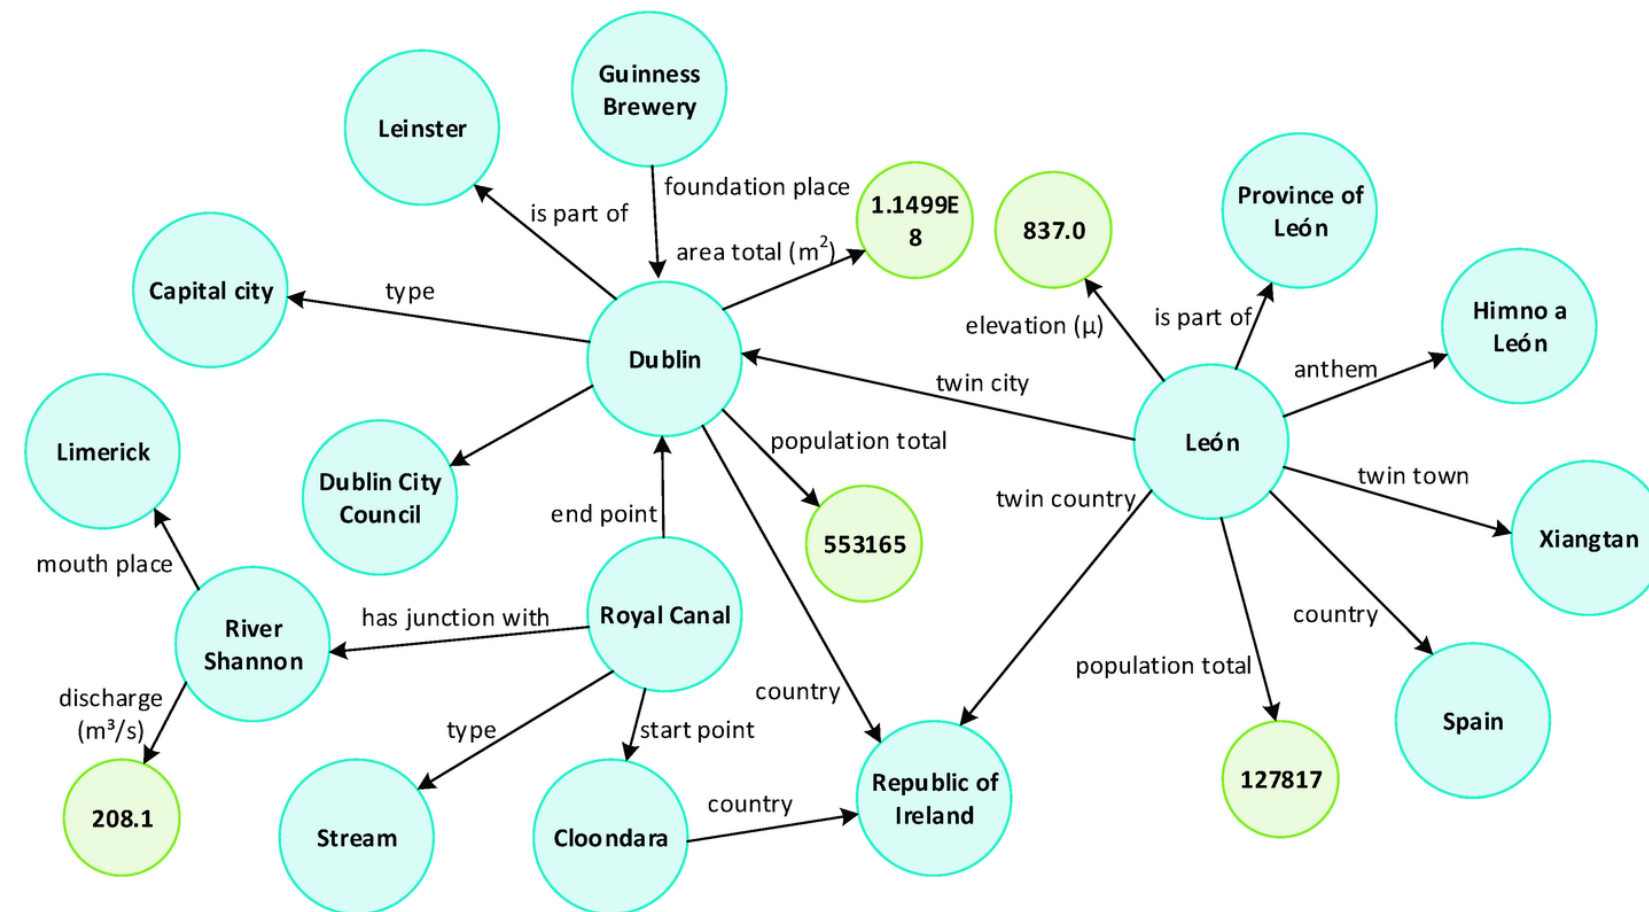 Guinness
Brewery
Leinster
foundation place
1.1499E
8
is part of
area total (m²)
837.0
Province of
León
Capital city
type
elevation (µ)
is part of
Himno a
León
Dublin
twin city
anthem
Limerick
population total
León
Dublin City
Council
twin country
twin town
end point
553165
Xiangtan
mouth place
River
Shannon
has junction with
Royal Canal
country
population total
discharge
(m³/s)
country
type
start point
Spain
208.1
Stream
Cloondara
country
Republic of
Ireland
127817